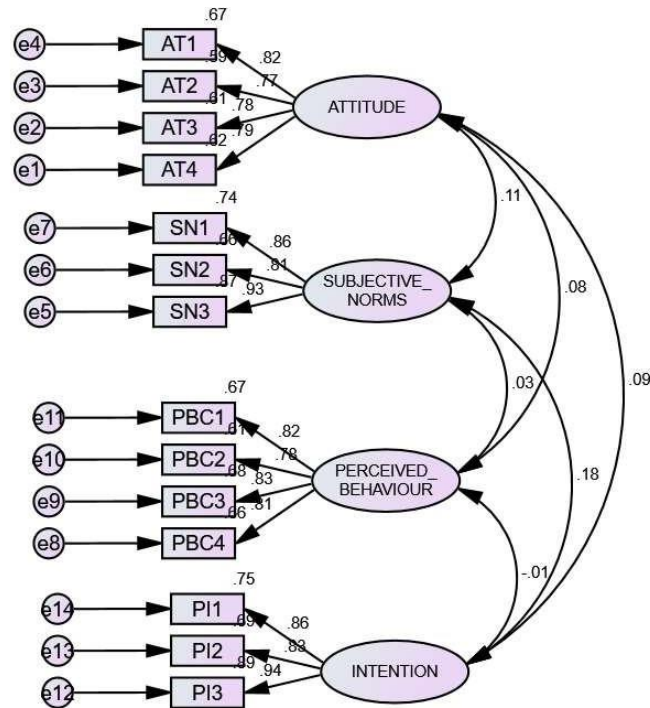 .67
e4 AT1 .82
.59
e3 AT2 .77
ATTITUDE
.61
e2 AT3 .78
.79
.62
e1 AT4
.11
.74
e7 SN1 .86
.66
e6 SN2 .81
SUBJECTIVE_
NORMS
.08
.87
.93
e5 SN3
.03
.09
.67
e11 PBC1 .82
.61
e10 PBC2 .78
PERCEIVED_
BEHAVIOUR
.18
.68
.83
e9 PBC3
.66
.81
e8 PBC4
-.01
.75
e14 PI1 .86
.69
e13 PI2 .83
INTENTION
.89
.94
e12 PI3